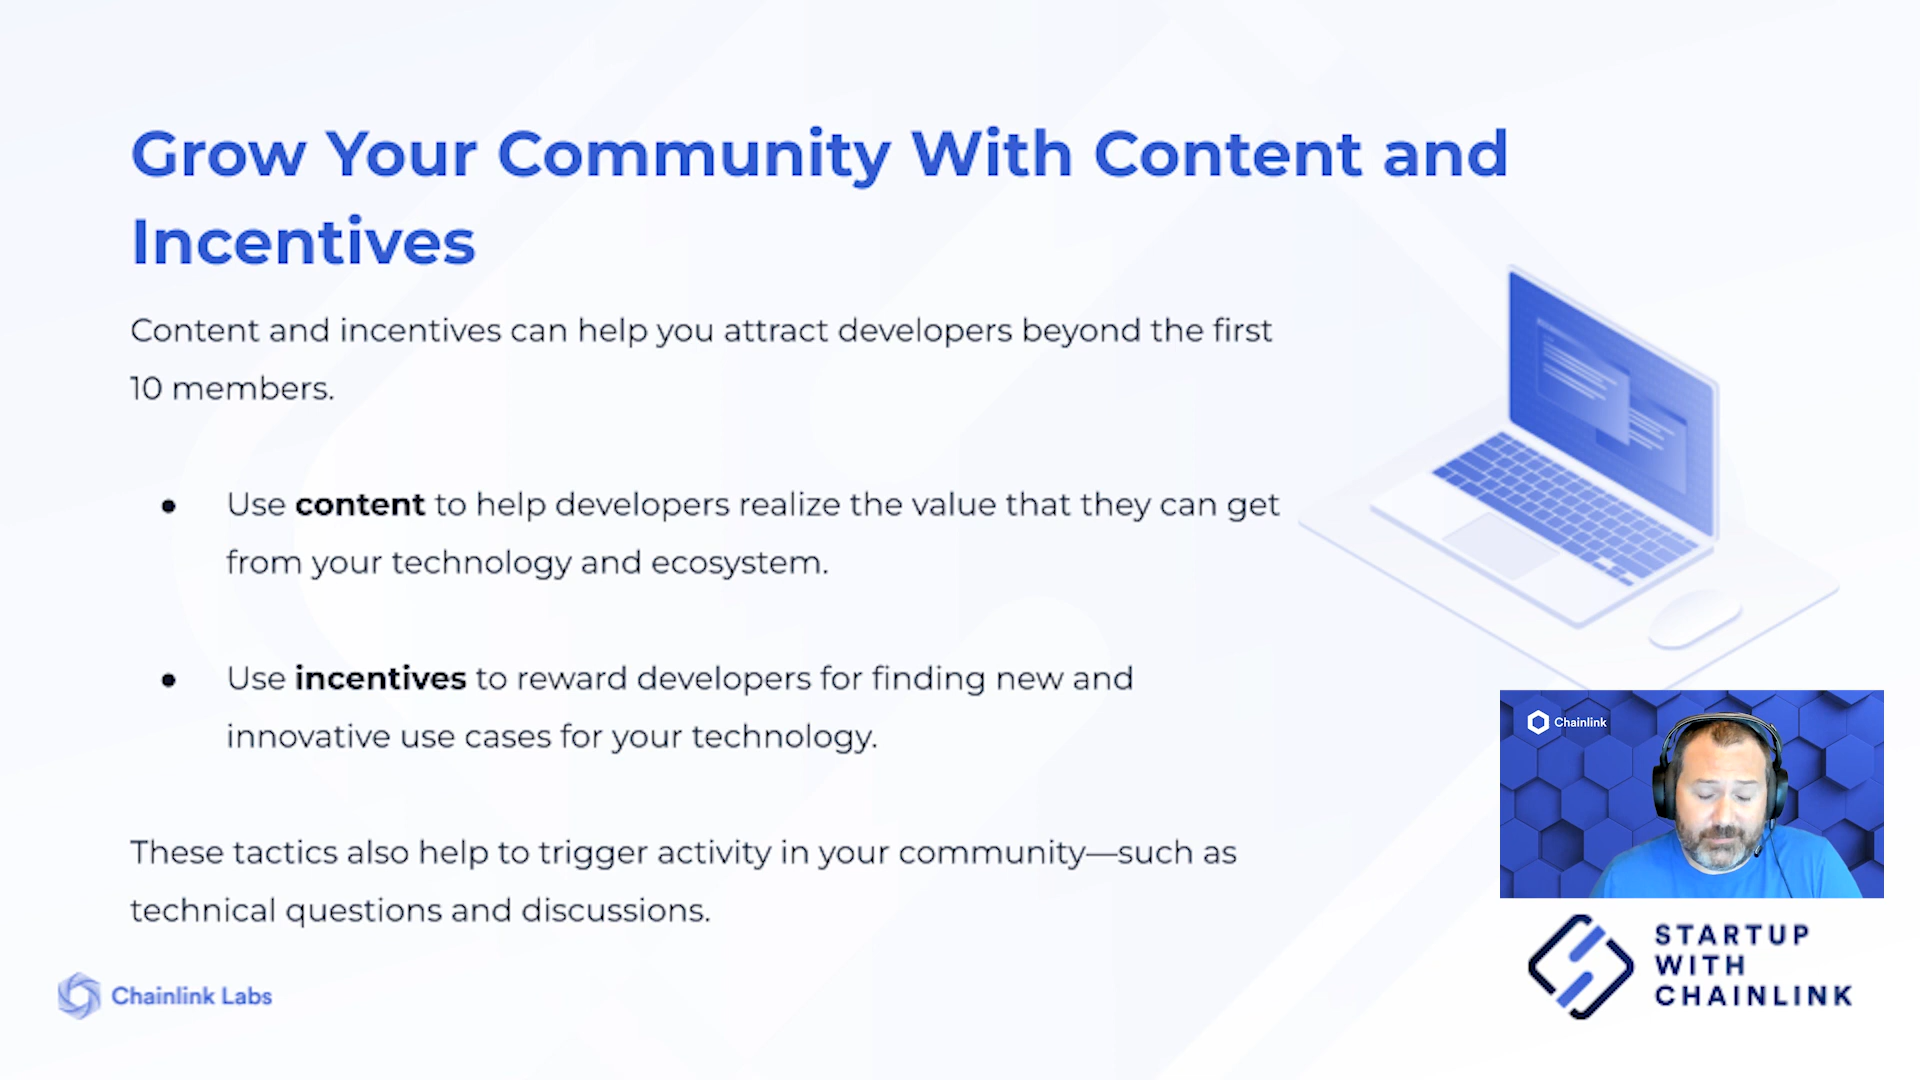 Grow Your Community With Content and
Incentives
Content and incentives can help you attract developers beyond the first
10 members.
● Use content to help developers realize the value that they can get
from your technology and ecosystem.
● Use incentives to reward developers for finding new and
innovative use cases for your technology.
These tactics also help to trigger activity in your community—such as
technical questions and discussions.
Chainlink
Chainlink Labs
STARTUP
WITH
CHAINLINK